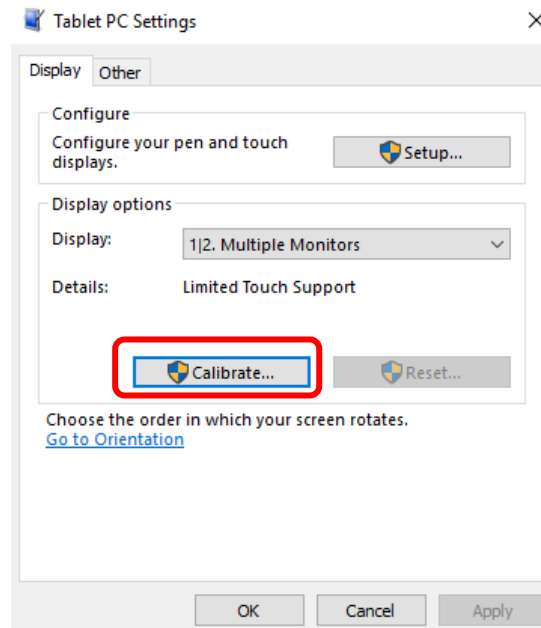 Tablet PC Settings
Display Other
Configure
Configure your pen and touch
displays.
Setup...
Display options
Display: 1|2. Multiple Monitors
Details: Limited Touch Support
Calibrate... Reset...
Choose the order in which your screen rotates.
Go to Orientation
OK Cancel Apply